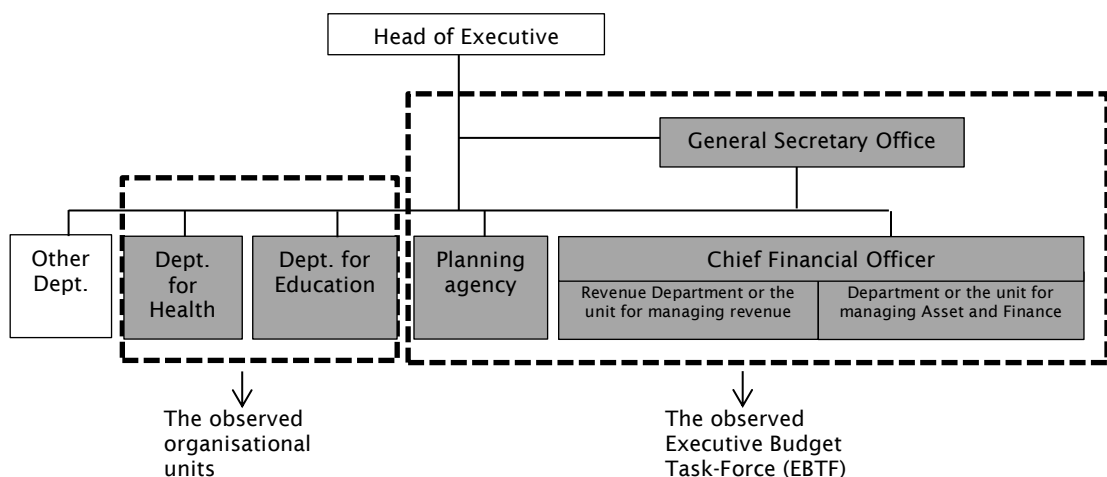 Head of Executive
General Secretary Office
Other
Dept.
Dept.
for
Health
Dept. for
Education
Planning
agency
Chief Financial Officer
Revenue Department or the
unit for managing revenue
Department or the unit for
managing Asset and Finance
The observed
organisational
units
The observed
Executive Budget
Task-Force (EBTF)